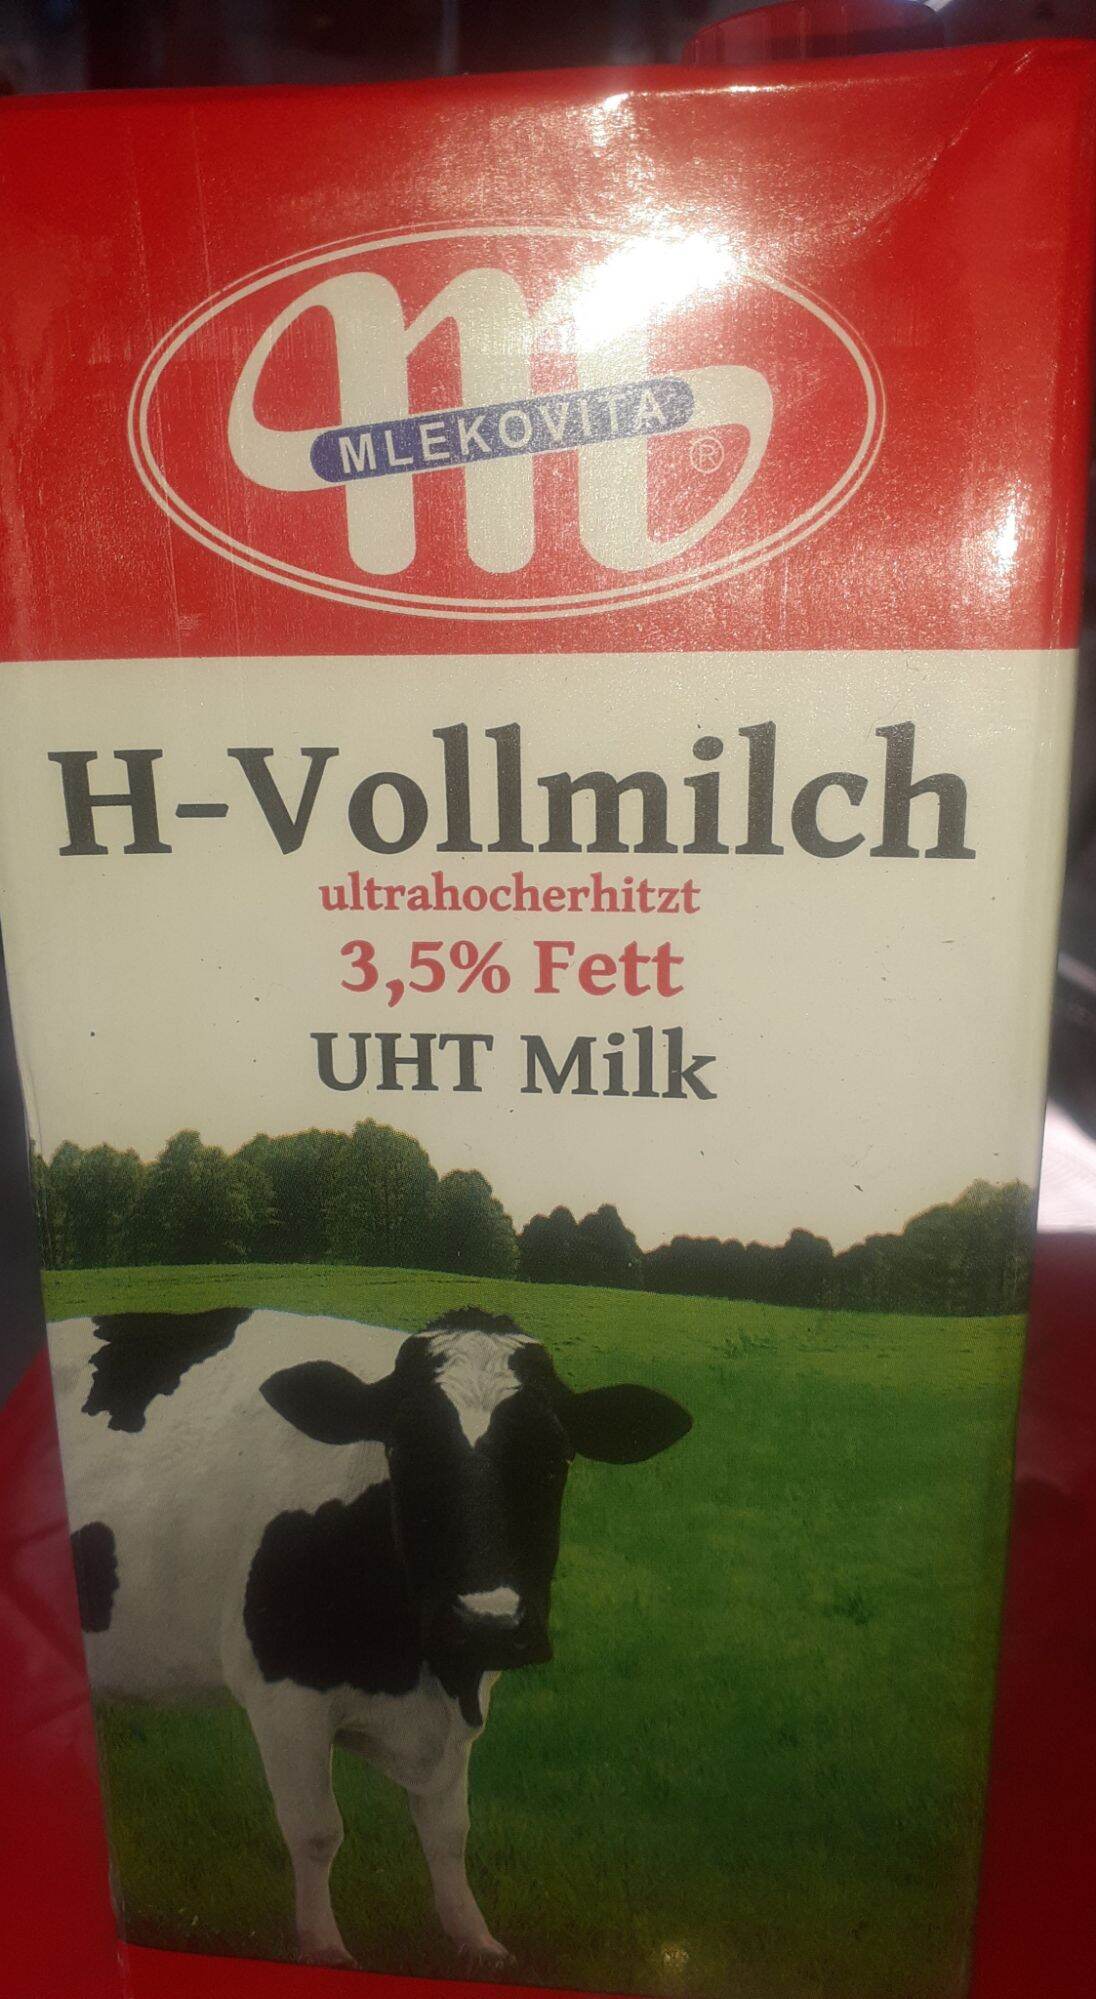 MLEKOVITA
®
H-Vollmilch
ultrahocherhitzt
3,5% Fett
UHT Milk